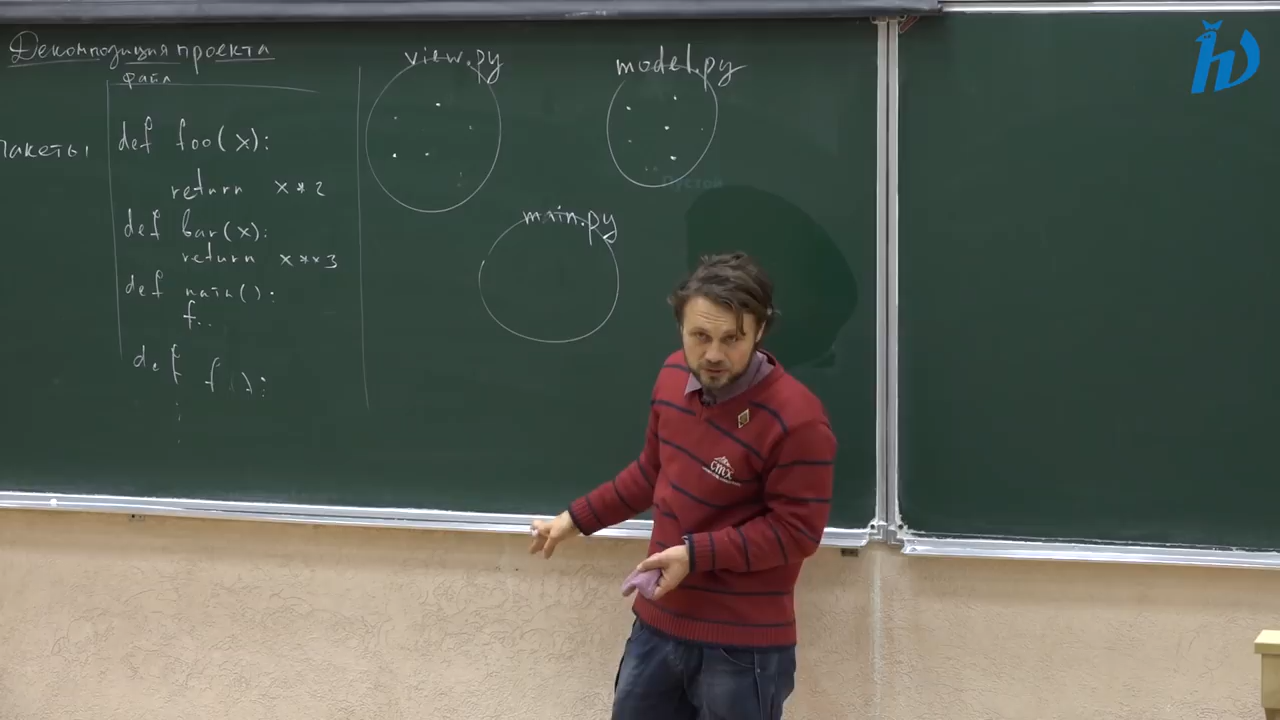 Декомпозиция проекта
файл
пакеты
def foo(x):
return x**2
def bar(x):
return x**3
def main():
f...
def f():
view.py
model.py
Пустой
main.py